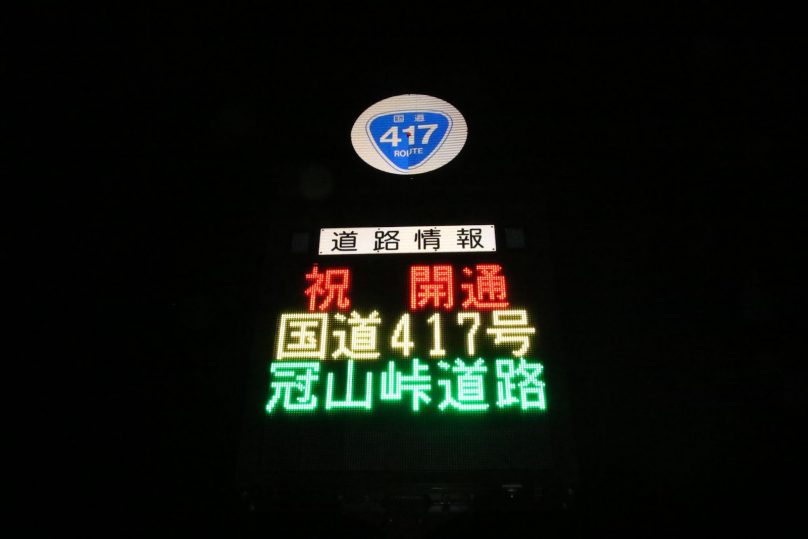 国道
417
ROUTE
道路情報
祝　開通
国道417号
冠山峠道路